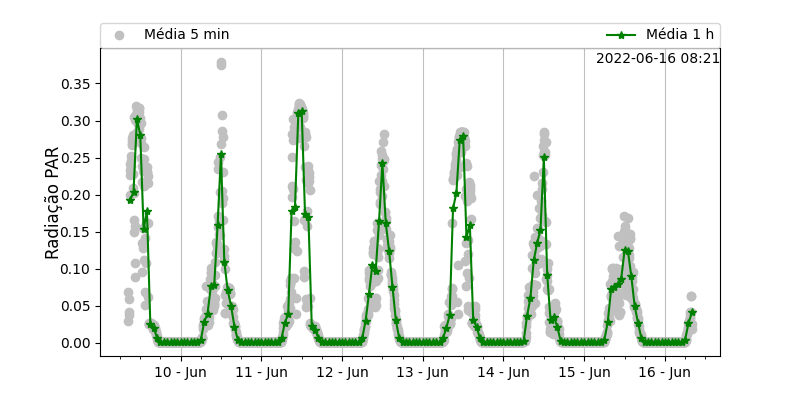 Média 5 min
Média 1 h
2022-06-16 08:21
Radiação PAR
0.35
0.30
0.25
0.20
0.15
0.10
0.05
0.00
10 - Jun
11 - Jun
12 - Jun
13 - Jun
14 - Jun
15 - Jun
16 - Jun